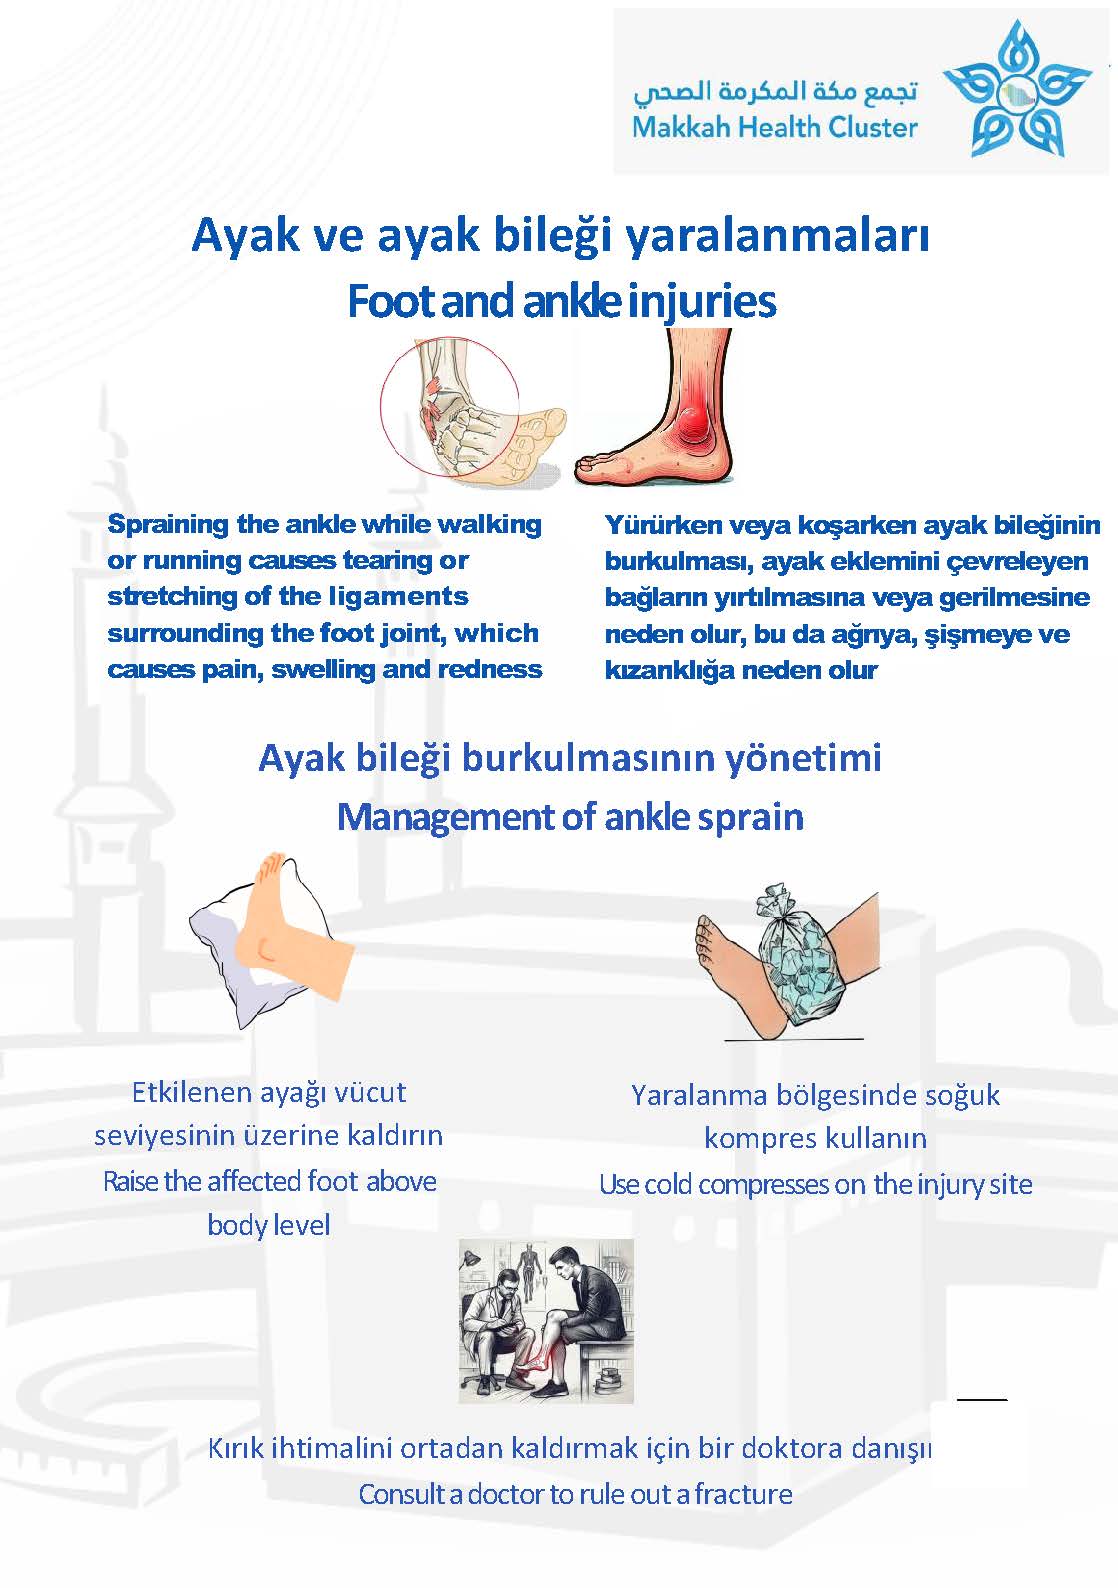 تجمع مكة المكرمة الصحي
Makkah Health Cluster
Ayak ve ayak bileği yaralanmaları
Foot and ankle injuries
Spraining the ankle while walking
or running causes tearing or
stretching of the ligaments
surrounding the foot joint, which
causes pain, swelling and redness
Yürürken veya koşarken ayak bileğinin
burkulması, ayak eklemini çevreleyen
bağların yırtılmasına veya gerilmesine
neden olur, bu da ağrıya, şişmeye ve
kızarıklığa neden olur
Ayak bileği burkulmasının yönetimi
Management of ankle sprain
Etkilenen ayağı vücut
seviyesinin üzerine kaldırın
Raise the affected foot above
body level
Yaralanma bölgesinde soğuk
kompres kullanın
Use cold compresses on the injury site
Kırık ihtimalini ortadan kaldırmak için bir doktora
Consult a doctor to rule out a fracture